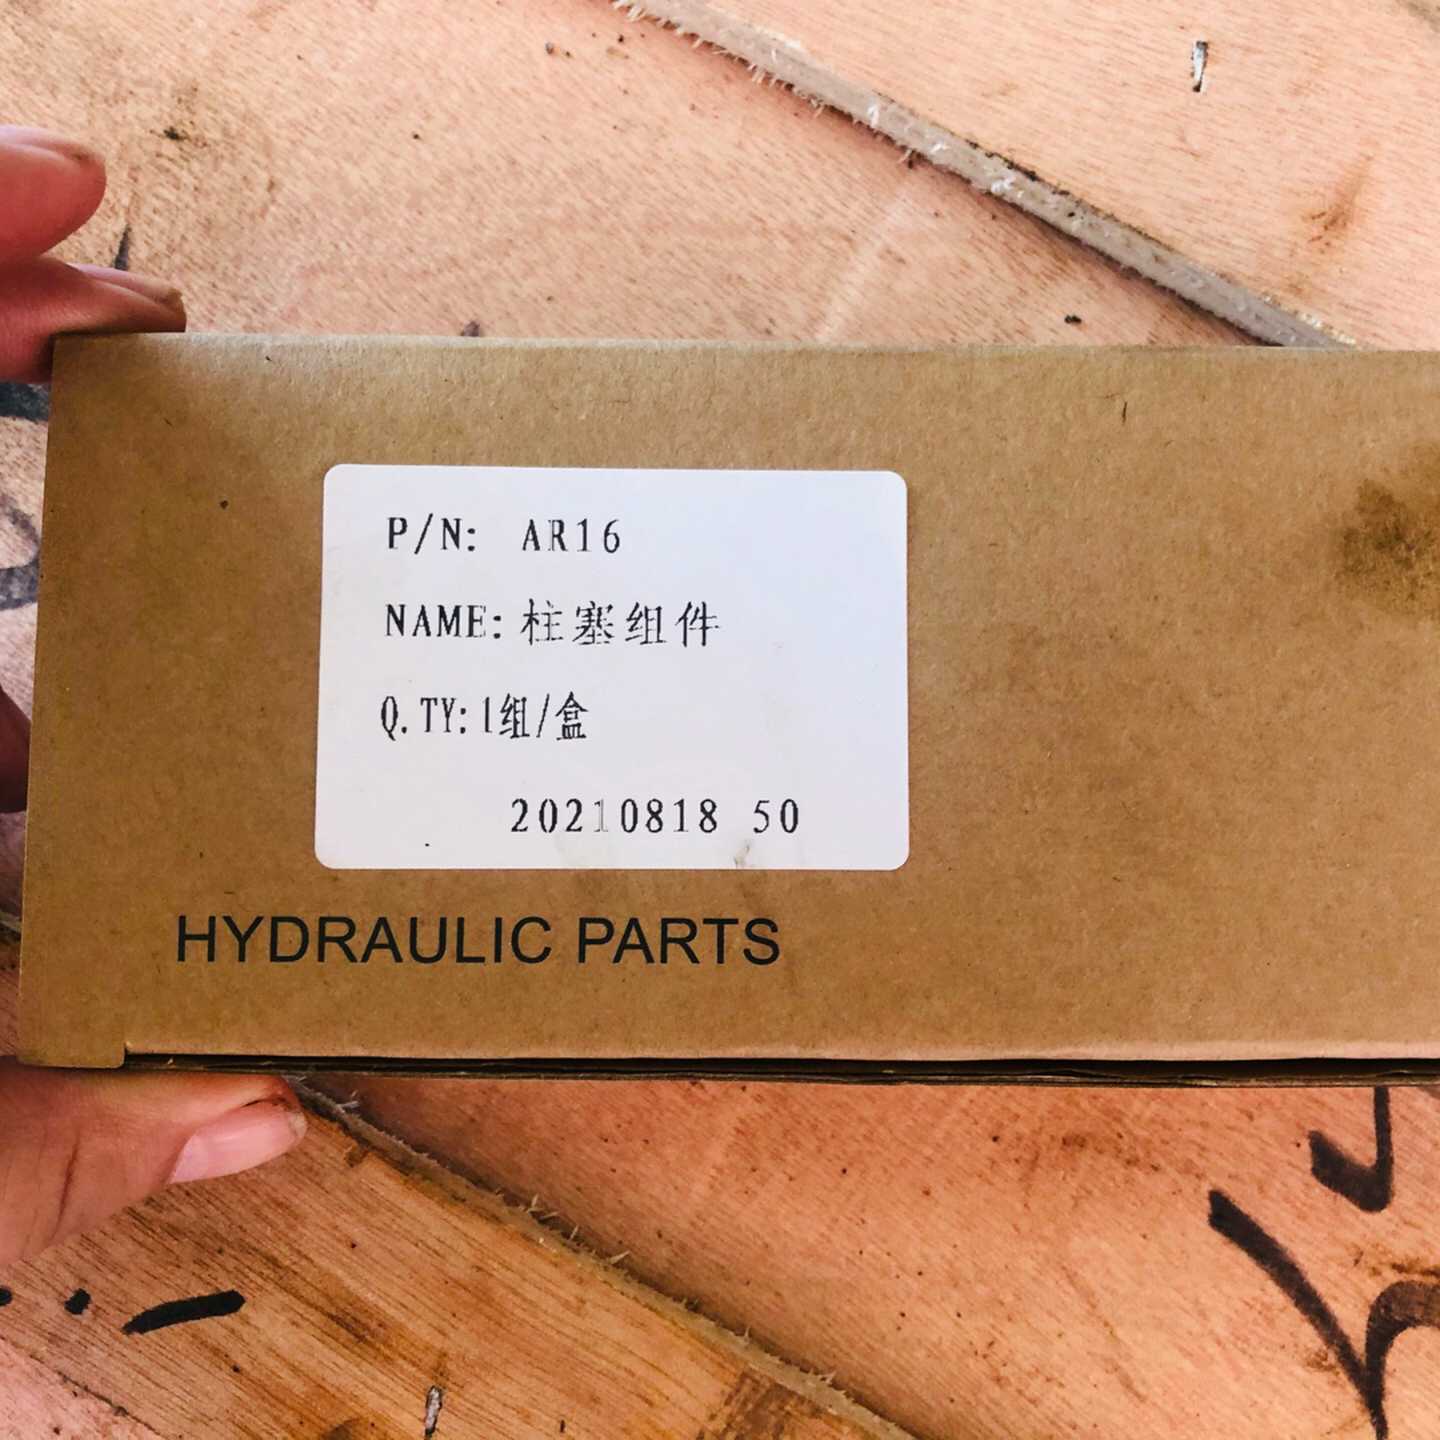 P/N: AR16
NAME: 柱塞组件
Q.TY: 1组/盒
20210818 50
HYDRAULIC PARTS